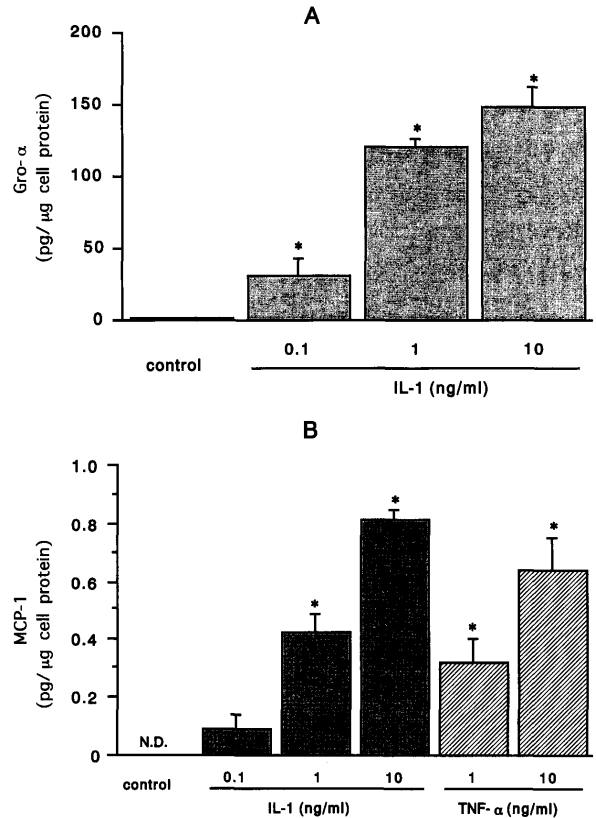 A
Gro-α
(pg/ μg cell protein)
200
150
100
50
0
*
*
*
control
0.1
1
10
IL-1 (ng/ml)
B
MCP-1
(pg/ μg cell protein)
1.0
0.8
0.6
0.4
0.2
0
N.D.
*
*
*
*
control
0.1
1
10
1
10
IL-1 (ng/ml)
TNF- α (ng/ml)